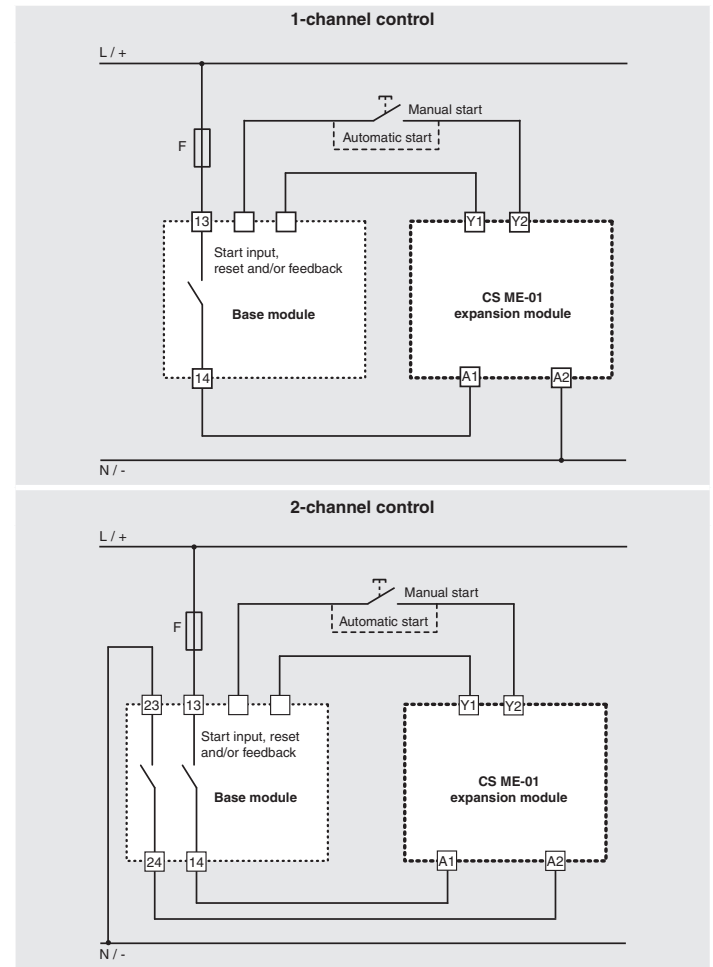 1-channel control
L / +
Manual start
F
Automatic start
13
Y1
Y2
Start input,
reset and/or feedback
CS ME-01
Base module
expansion module
14
A1
A2
N / -
2-channel control
L / +
Manual start
F
Automatic start
23
13
Y1
Y2
Start input, reset
and/or feedback
CS ME-01
Base module
expansion module
24
14
A1
A2
N / -